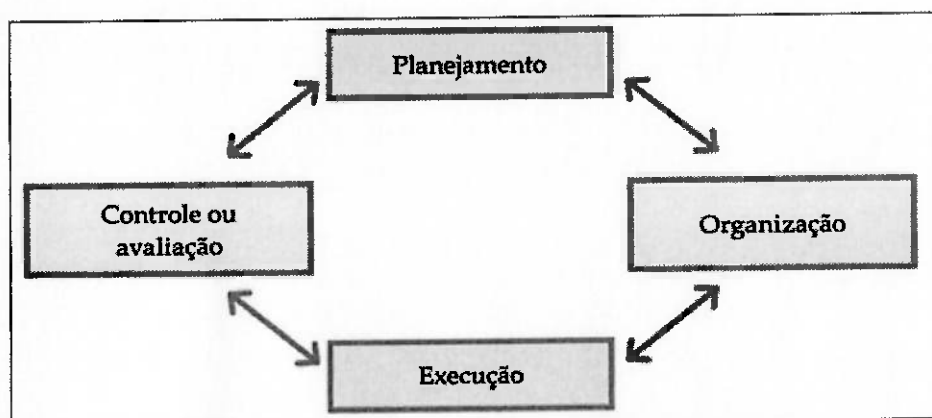 Planejamento
Controle ou
avaliação
Organização
Execução